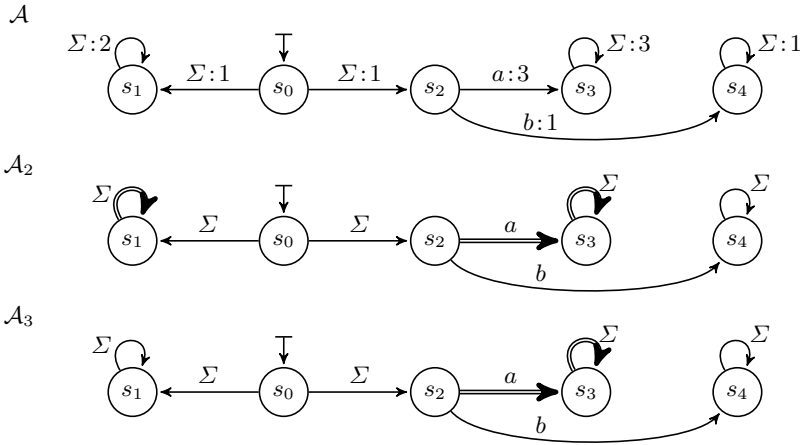 𝒜
Σ:2 Σ:3 Σ:1
s₁ Σ:1 s₀ Σ:1 s₂ a:3 s₃ s₄
b:1
𝒜₂
Σ Σ Σ
s₁ Σ s₀ Σ s₂ a s₃ s₄
b
𝒜₃
Σ Σ Σ
s₁ Σ s₀ Σ s₂ a s₃ s₄
b